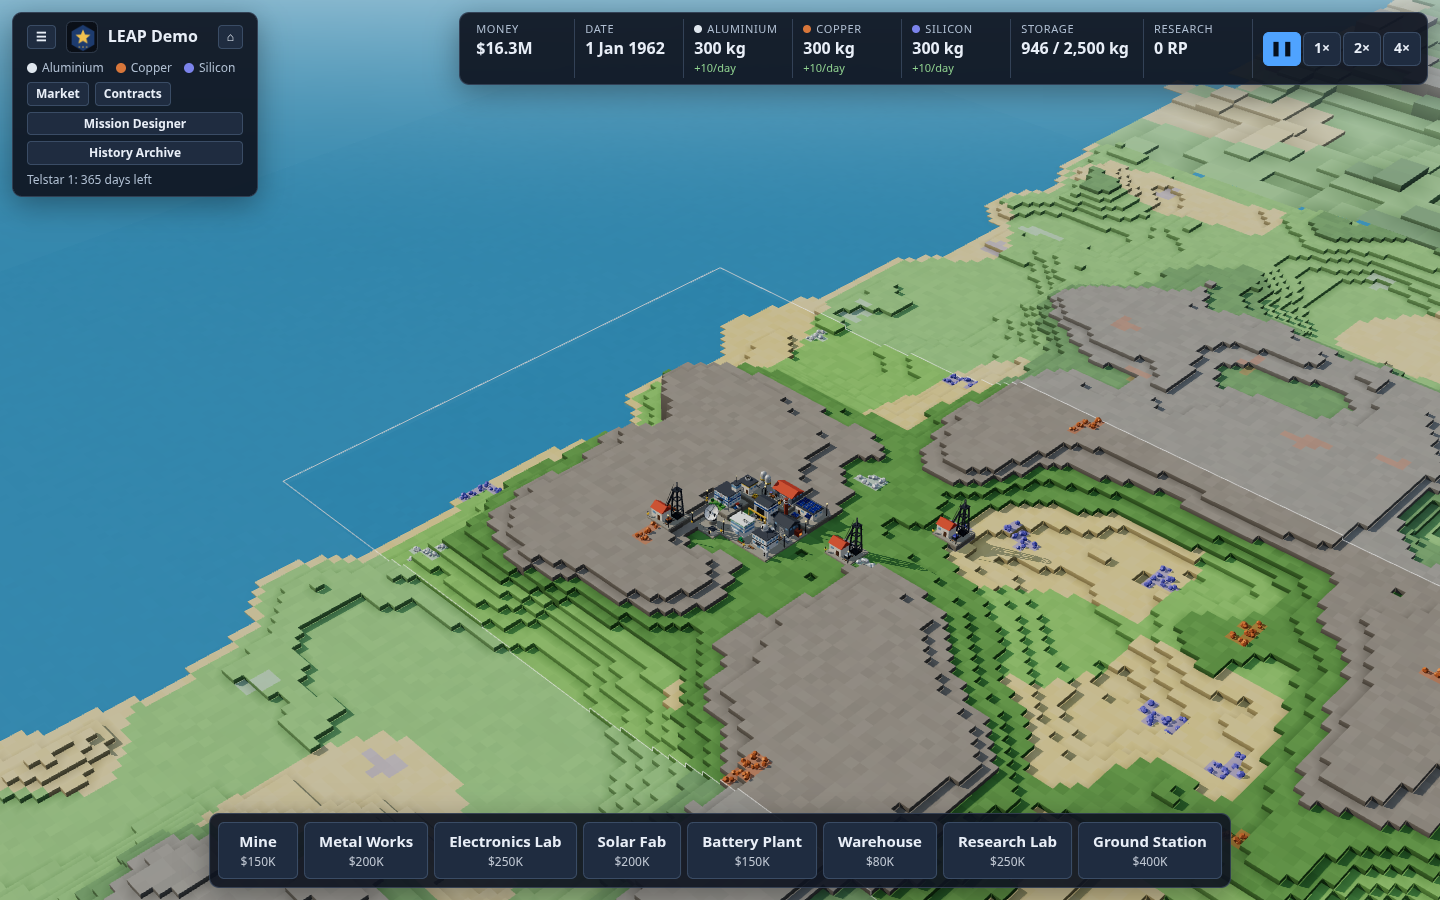 ☰ LEAP Demo ⌂
Aluminium Copper Silicon
Market Contracts
Mission Designer
History Archive
Telstar 1: 365 days left
MONEY
$16.3M
DATE
1 Jan 1962
ALUMINIUM
300 kg
+10/day
COPPER
300 kg
+10/day
SILICON
300 kg
+10/day
STORAGE
946 / 2,500 kg
RESEARCH
0 RP
❚❚ 1× 2× 4×
Mine
$150K
Metal Works
$200K
Electronics Lab
$250K
Solar Fab
$200K
Battery Plant
$150K
Warehouse
$80K
Research Lab
$250K
Ground Station
$400K